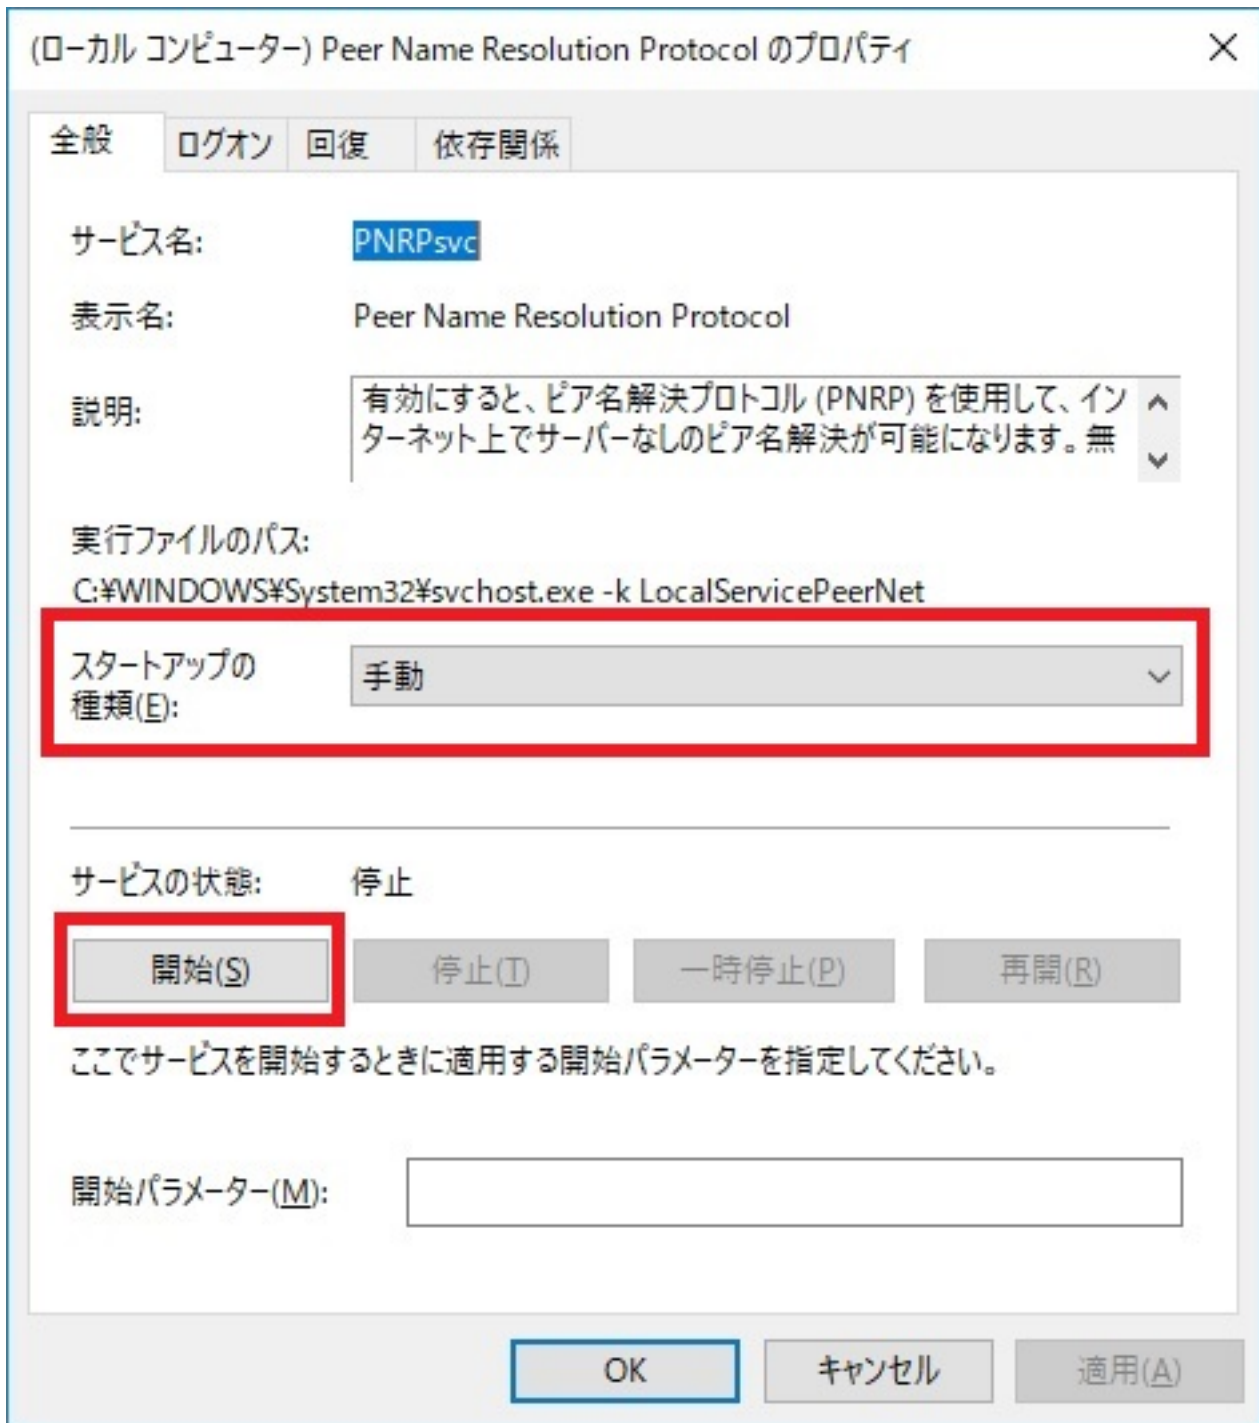 (ローカル コンピューター) Peer Name Resolution Protocol のプロパティ
全般 ログオン 回復 依存関係
サービス名: PNRPsvc
表示名: Peer Name Resolution Protocol
説明: 有効にすると、ピア名解決プロトコル (PNRP) を使用して、イン
ターネット上でサーバーなしのピア名解決が可能になります。無
実行ファイルのパス:
C:¥WINDOWS¥System32¥svchost.exe -k LocalServicePeerNet
スタートアップの
種類(E): 手動
サービスの状態: 停止
開始(S) 停止(T) 一時停止(P) 再開(R)
ここでサービスを開始するときに適用する開始パラメーターを指定してください。
開始パラメーター(M):
OK キャンセル 適用(A)